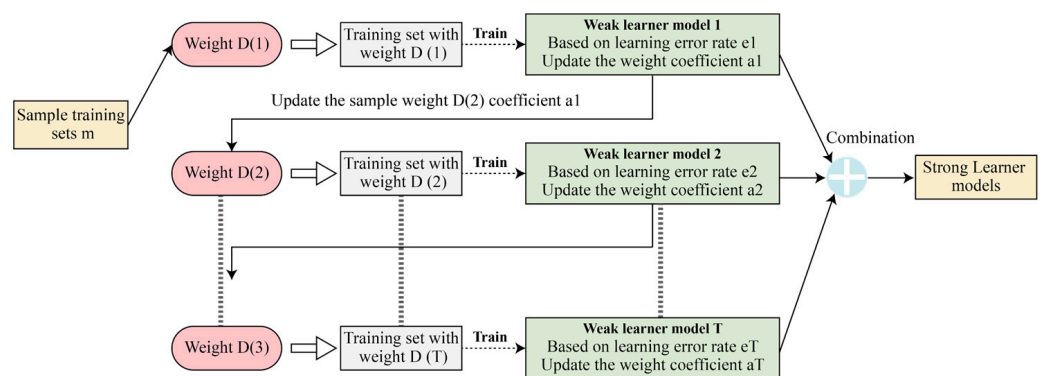 Weight D(1)
Training set with
weight D (1)
Train
Weak learner model 1
Based on learning error rate e1
Update the weight coefficient a1
Sample training
sets m
Update the sample weight D(2) coefficient a1
Combination
Weight D(2)
Training set with
weight D (2)
Train
Weak learner model 2
Based on learning error rate e2
Update the weight coefficient a2
Strong Learner
models
Weight D(3)
Training set with
weight D (T)
Train
Weak learner model T
Based on learning error rate eT
Update the weight coefficient aT